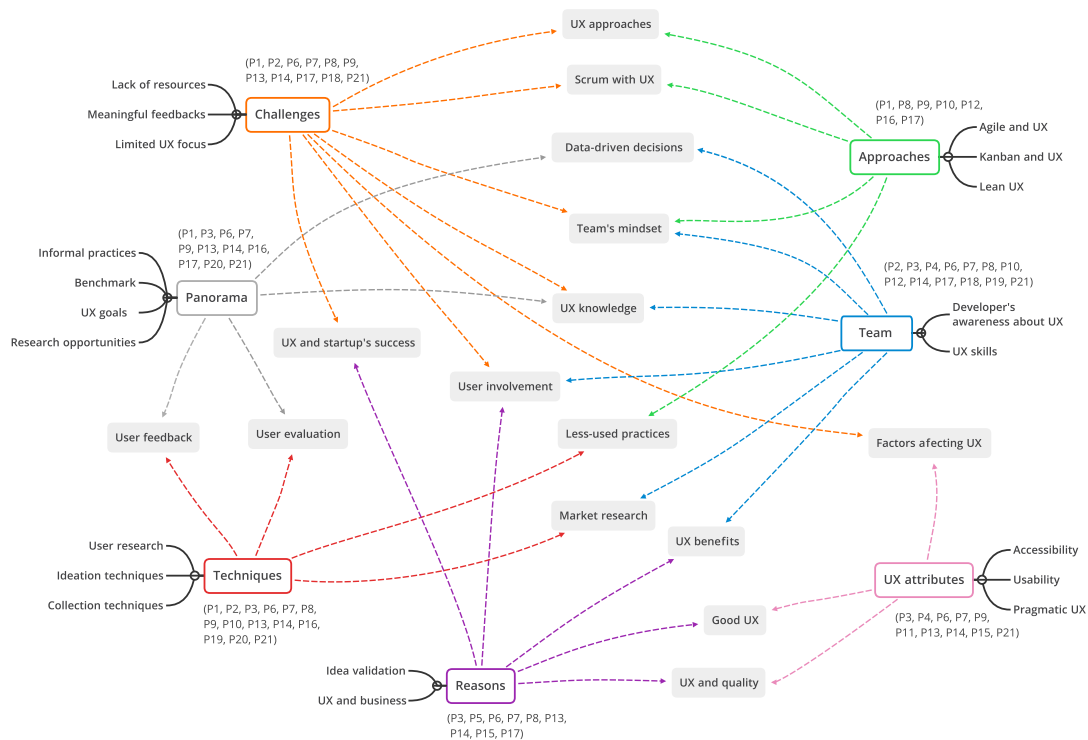 UX approaches
(P1, P2, P6, P7, P8, P9,
P13, P14, P17, P18, P21)
Scrum with UX
Lack of resources
Meaningful feedbacks
Limited UX focus
Challenges
(P1, P8, P9, P10, P12,
P16, P17)
Agile and UX
Kanban and UX
Lean UX
Approaches
Data-driven decisions
Team's mindset
(P1, P3, P6, P7,
P9, P13, P14, P16,
P17, P20, P21)
Informal practices
Benchmark
UX goals
Research opportunities
Panorama
UX knowledge
(P2, P3, P4, P6, P7, P8, P10,
P12, P14, P17, P18, P19, P21)
Developer's
awareness about UX
UX skills
Team
UX and startup's success
User involvement
User feedback
User evaluation
Less-used practices
Factors afecting UX
Market research
UX benefits
User research
Ideation techniques
Collection techniques
Techniques
(P1, P2, P3, P6, P7, P8,
P9, P10, P13, P14, P16,
P19, P20, P21)
UX attributes
Accessibility
Usability
Pragmatic UX
(P3, P4, P6, P7, P9,
P11, P13, P14, P15, P21)
Good UX
UX and quality
Idea validation
UX and business
Reasons
(P3, P5, P6, P7, P8, P13,
P14, P15, P17)